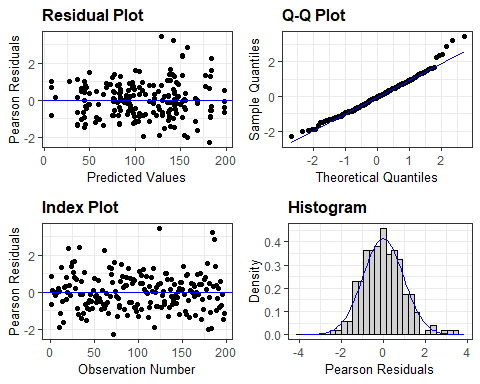 Residual Plot
Pearson Residuals
2
0
-2
0
50
100
150
200
Predicted Values
Q-Q Plot
Sample Quantiles
2
0
-2
-2
-1
0
1
2
Theoretical Quantiles
Index Plot
Pearson Residuals
2
0
-2
0
50
100
150
200
Observation Number
Histogram
Density
0.4
0.3
0.2
0.1
0.0
-4
-2
0
2
4
Pearson Residuals